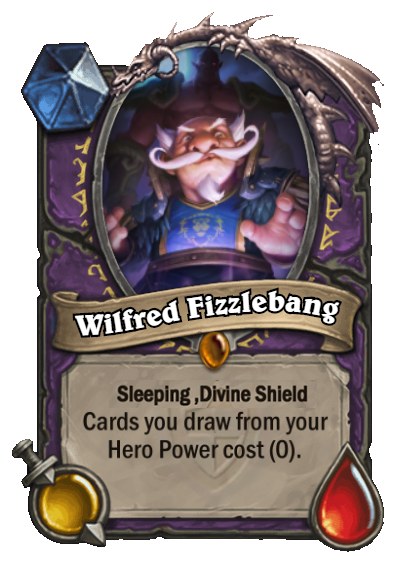 Wilfred Fizzlebang
Sleeping ,Divine Shield
Cards you draw from your
Hero Power cost (0).